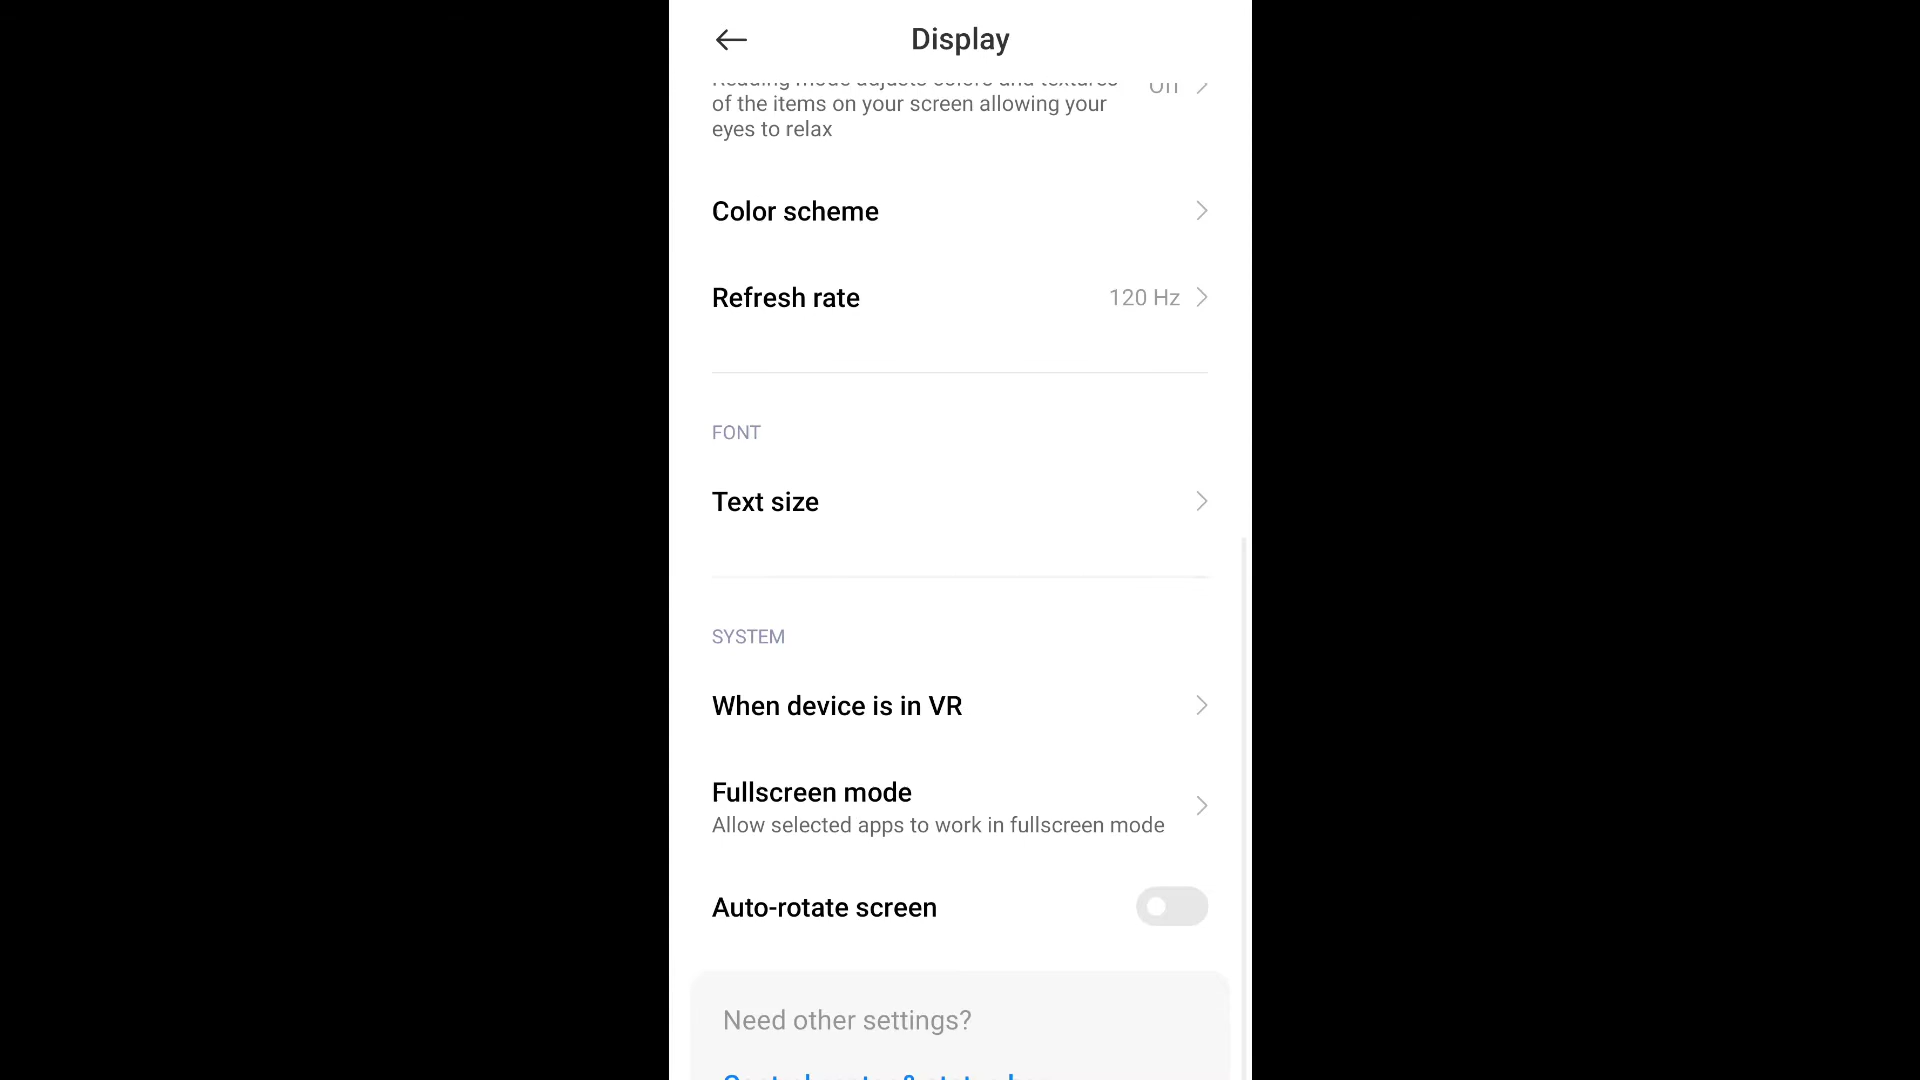 Display
Reading mode adjusts colors and textures
Off
of the items on your screen allowing your
eyes to relax
Color scheme
Refresh rate
120 Hz
FONT
Text size
SYSTEM
When device is in VR
Fullscreen mode
Allow selected apps to work in fullscreen mode
Auto-rotate screen
Need other settings?